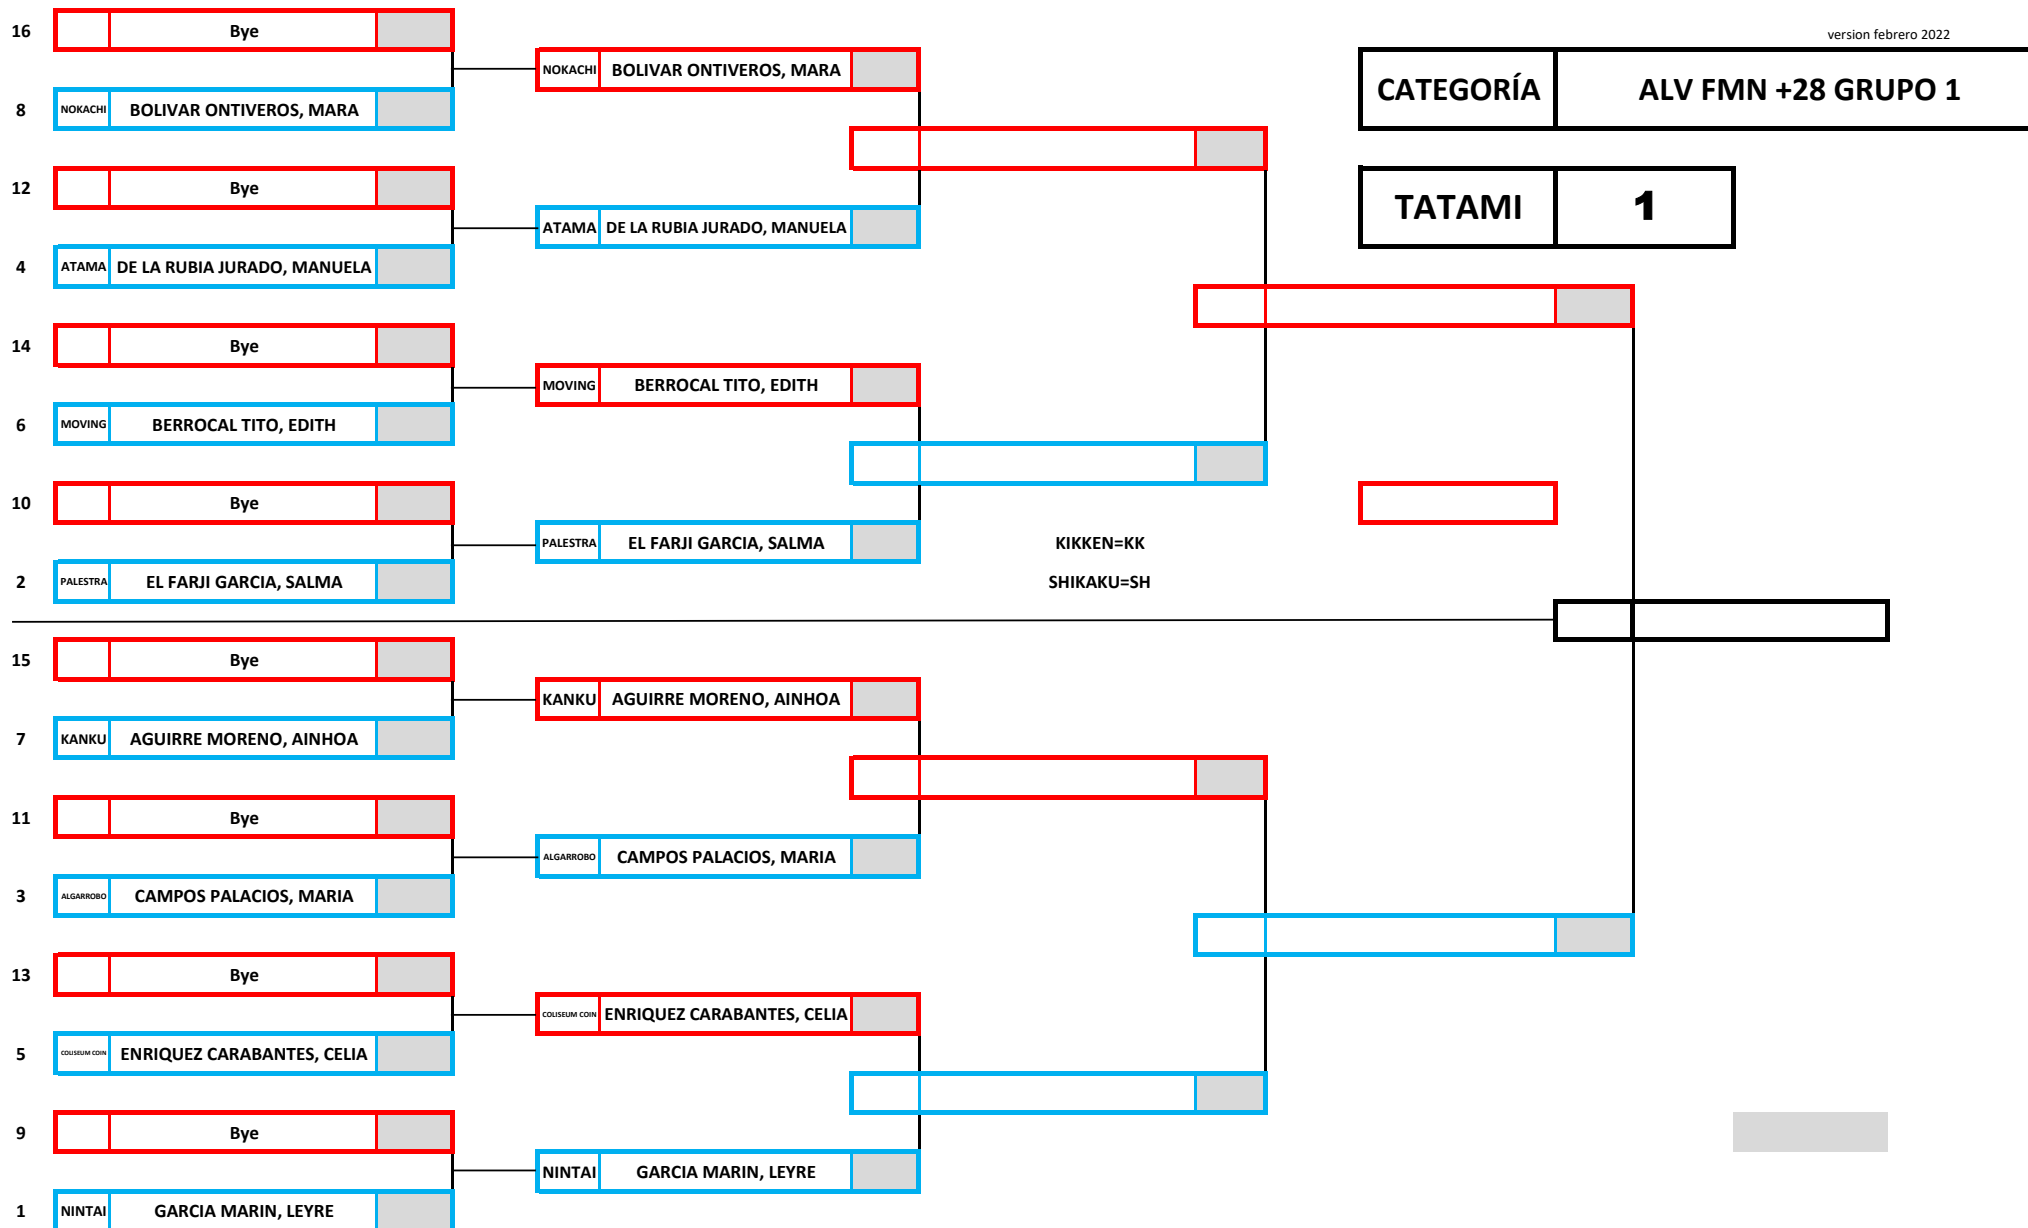 version febrero 2022
CATEGORÍA ALV FMN +28 GRUPO 1
TATAMI 1
16 Bye
NOKACHI BOLIVAR ONTIVEROS, MARA
8 NOKACHI BOLIVAR ONTIVEROS, MARA
12 Bye
ATAMA DE LA RUBIA JURADO, MANUELA
4 ATAMA DE LA RUBIA JURADO, MANUELA
14 Bye
MOVING BERROCAL TITO, EDITH
6 MOVING BERROCAL TITO, EDITH
10 Bye
PALESTRA EL FARJI GARCIA, SALMA
KIKKEN=KK
2 PALESTRA EL FARJI GARCIA, SALMA
SHIKAKU=SH
15 Bye
KANKU AGUIRRE MORENO, AINHOA
7 KANKU AGUIRRE MORENO, AINHOA
11 Bye
ALGARROBO CAMPOS PALACIOS, MARIA
3 ALGARROBO CAMPOS PALACIOS, MARIA
13 Bye
COLISEUM COIN ENRIQUEZ CARABANTES, CELIA
5 COLISEUM COIN ENRIQUEZ CARABANTES, CELIA
9 Bye
NINTAI GARCIA MARIN, LEYRE
1 NINTAI GARCIA MARIN, LEYRE